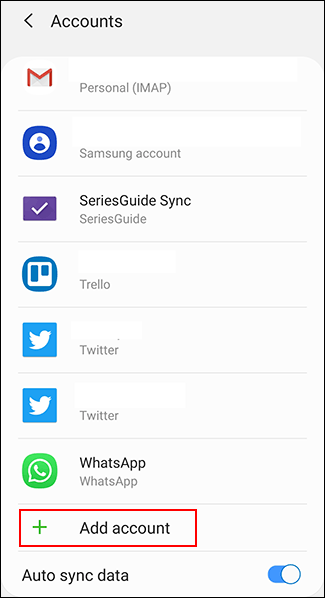 Accounts
Personal (IMAP)
Samsung account
SeriesGuide Sync
SeriesGuide
Trello
Twitter
Twitter
WhatsApp
WhatsApp
Add account
Auto sync data